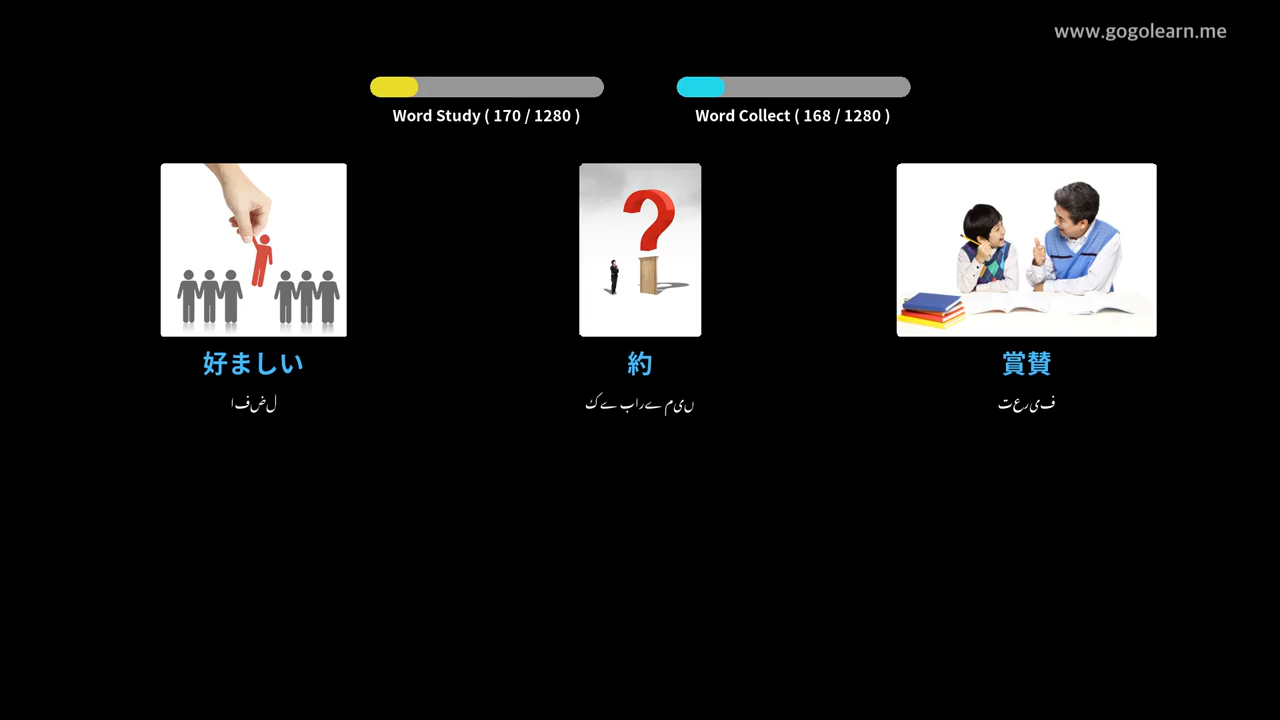 www.gogolearn.me
Word Study ( 170 / 1280 )
Word Collect ( 168 / 1280 )
好ましい
約
賞賛
افضل
کے بارے میں
تعریف